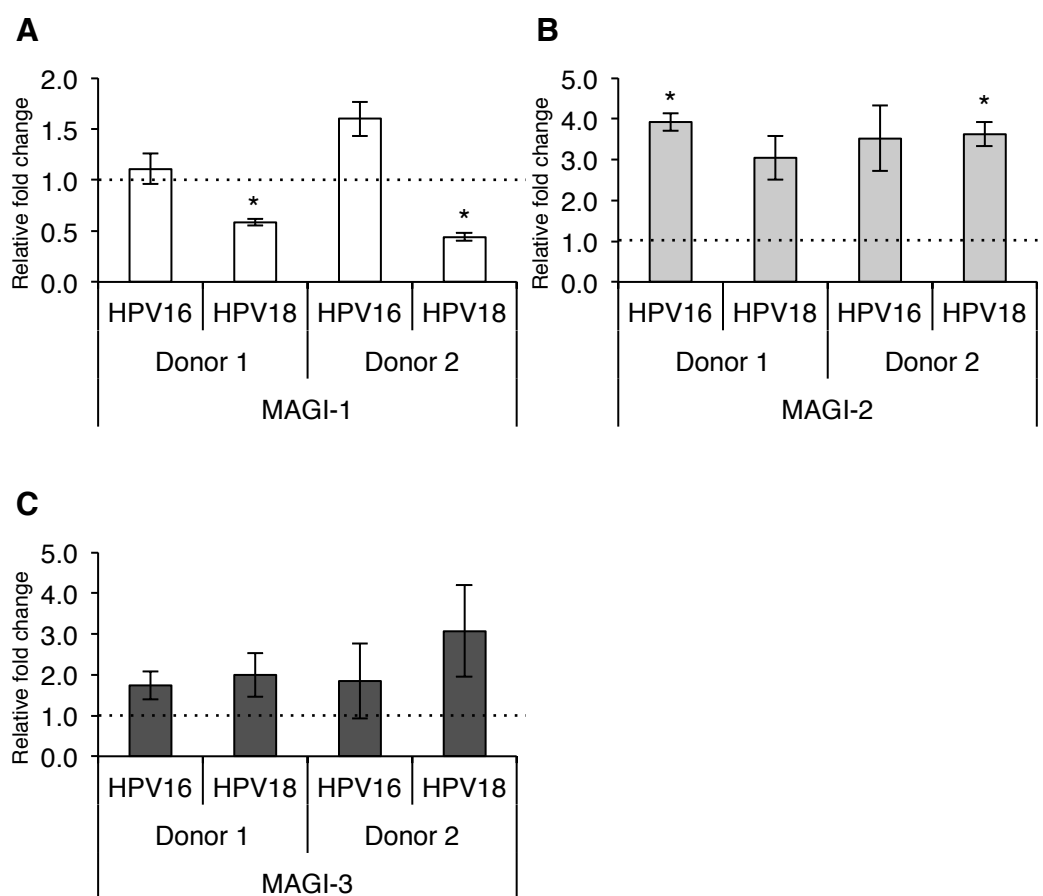 A
Relative fold change
2.0
1.5
1.0
0.5
0.0
*
*
HPV16 HPV18 HPV16 HPV18
Donor 1 Donor 2
MAGI-1
B
Relative fold change
5.0
4.0
3.0
2.0
1.0
0.0
*
*
HPV16 HPV18 HPV16 HPV18
Donor 1 Donor 2
MAGI-2
C
Relative fold change
5.0
4.0
3.0
2.0
1.0
0.0
HPV16 HPV18 HPV16 HPV18
Donor 1 Donor 2
MAGI-3